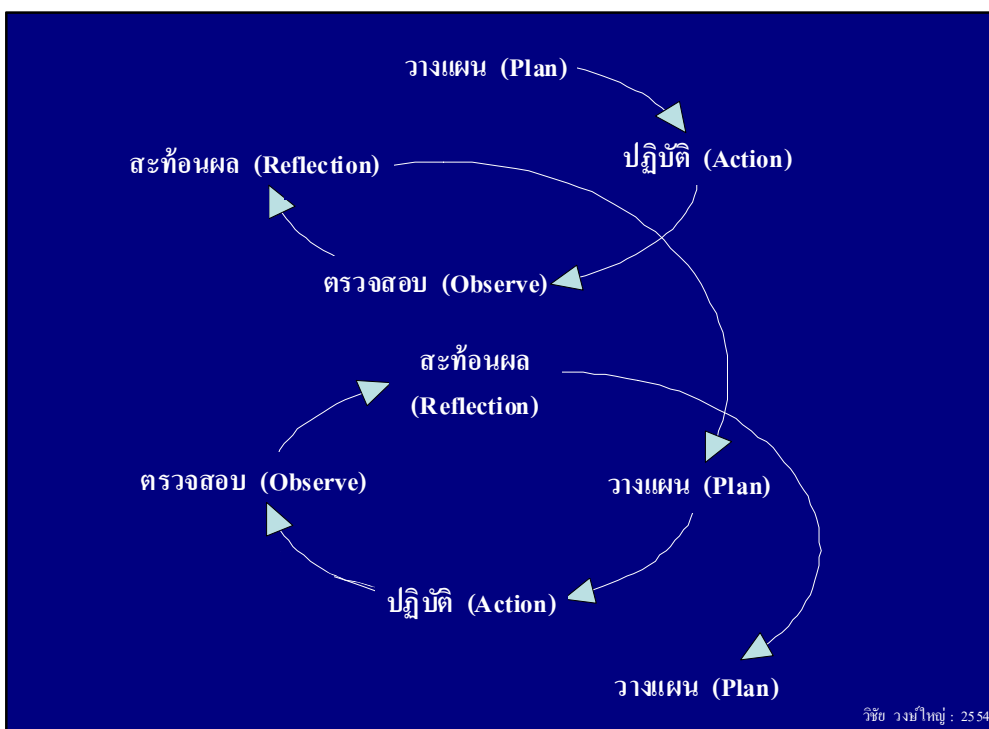 วางแผน (Plan)
ปฏิบัติ (Action)
สะท้อนผล (Reflection)
ตรวจสอบ (Observe)
สะท้อนผล
(Reflection)
ตรวจสอบ (Observe)
วางแผน (Plan)
ปฏิบัติ (Action)
วางแผน (Plan)
วิชัย วงษ์ใหญ่ : 2554